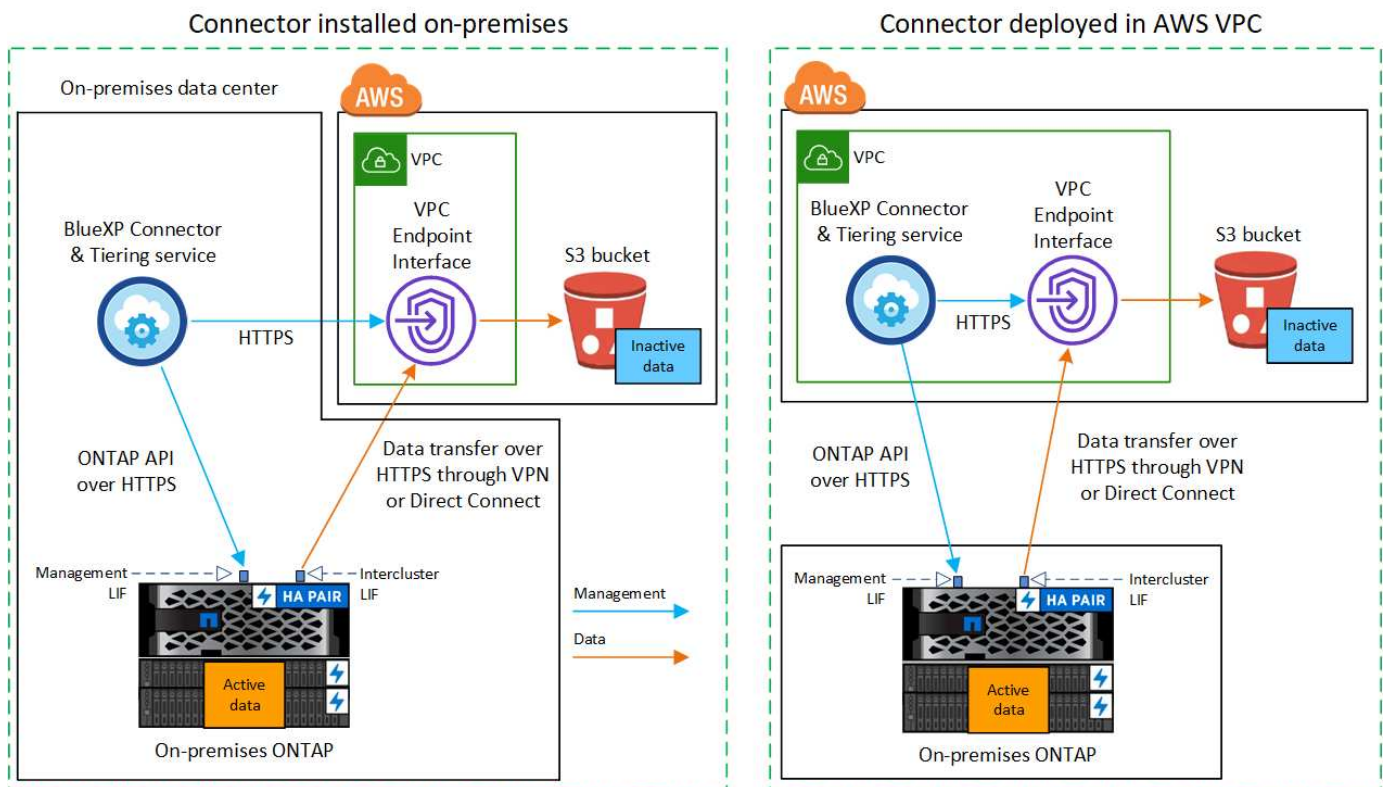 Connector installed on-premises
On-premises data center
AWS
VPC
BlueXP Connector
& Tiering service
VPC
Endpoint
Interface
S3 bucket
HTTPS
Inactive
data
ONTAP API
over HTTPS
Data transfer over
HTTPS through VPN
or Direct Connect
Management
LIF
Intercluster
LIF
HA PAIR
Management
Data
Active
data
On-premises ONTAP
Connector deployed in AWS VPC
AWS
VPC
BlueXP Connector
& Tiering service
VPC
Endpoint
Interface
S3 bucket
HTTPS
Inactive
data
ONTAP API
over HTTPS
Data transfer over
HTTPS through VPN
or Direct Connect
Management
LIF
Intercluster
LIF
HA PAIR
Active
data
On-premises ONTAP